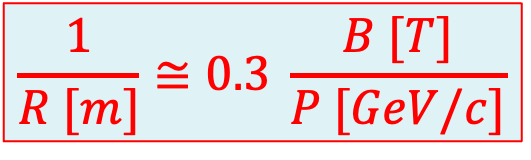 1 / R [m] ≅ 0.3 B [T] / P [GeV/c]